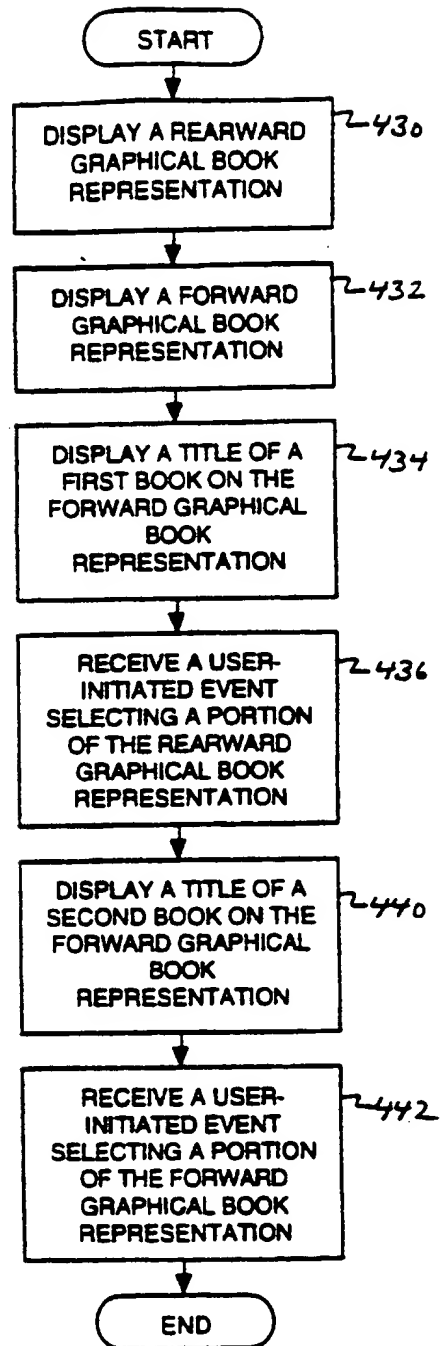 START
DISPLAY A REARWARD
GRAPHICAL BOOK
REPRESENTATION
430
DISPLAY A FORWARD
GRAPHICAL BOOK
REPRESENTATION
432
DISPLAY A TITLE OF A
FIRST BOOK ON THE
FORWARD GRAPHICAL
BOOK
REPRESENTATION
434
RECEIVE A USER-
INITIATED EVENT
SELECTING A PORTION
OF THE REARWARD
GRAPHICAL BOOK
REPRESENTATION
436
DISPLAY A TITLE OF A
SECOND BOOK ON THE
FORWARD GRAPHICAL
BOOK
REPRESENTATION
440
RECEIVE A USER-
INITIATED EVENT
SELECTING A PORTION
OF THE FORWARD
GRAPHICAL BOOK
REPRESENTATION
442
END